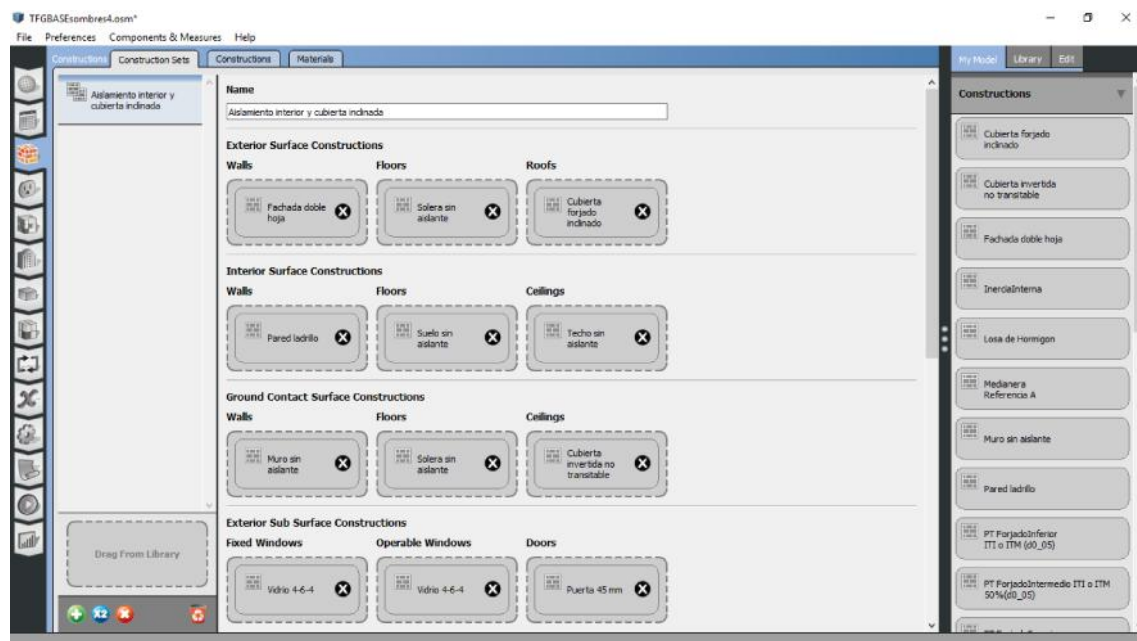 TFGBASEsombres4.osm*
File Preferences Components & Measures Help
Constructions Construction Sets Constructions Materials
My Model Library Edit
Aislamiento interior y
cubierta inclinada
Name
Aislamiento interior y cubierta inclinada
Exterior Surface Constructions
Walls Floors Roofs
Fachada doble
hoja
Solera sin
aislante
Cubierta
forjado
inclinado
Interior Surface Constructions
Walls Floors Ceilings
Pared ladrillo
Suelo sin
aislante
Techo sin
aislante
Ground Contact Surface Constructions
Walls Floors Ceilings
Muro sin
aislante
Solera sin
aislante
Cubierta
invertida no
transitable
Exterior Sub Surface Constructions
Fixed Windows Operable Windows Doors
Vidrio 4-6-4
Vidrio 4-6-4
Puerta 45 mm
Drag From Library
X2
Constructions
Cubierta forjado
inclinado
Cubierta invertida
no transitable
Fachada doble hoja
InerciaInterna
Losa de Hormigon
Medianera
Referencia A
Muro sin aislante
Pared ladrillo
PT ForjadoInferior
ITI o ITM (d0_05)
PT ForjadoIntermedio ITI o ITM
50%(d0_05)